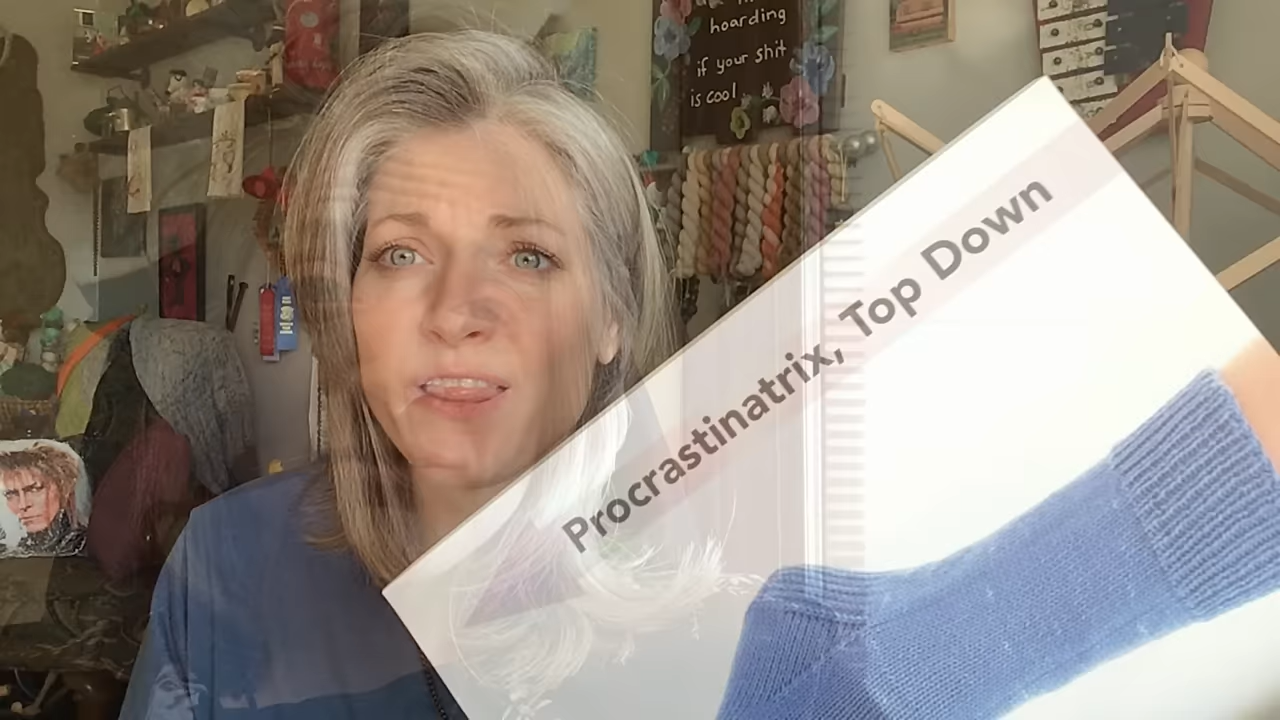 hoarding
if your shit
is cool
Procrastinatrix, Top Down